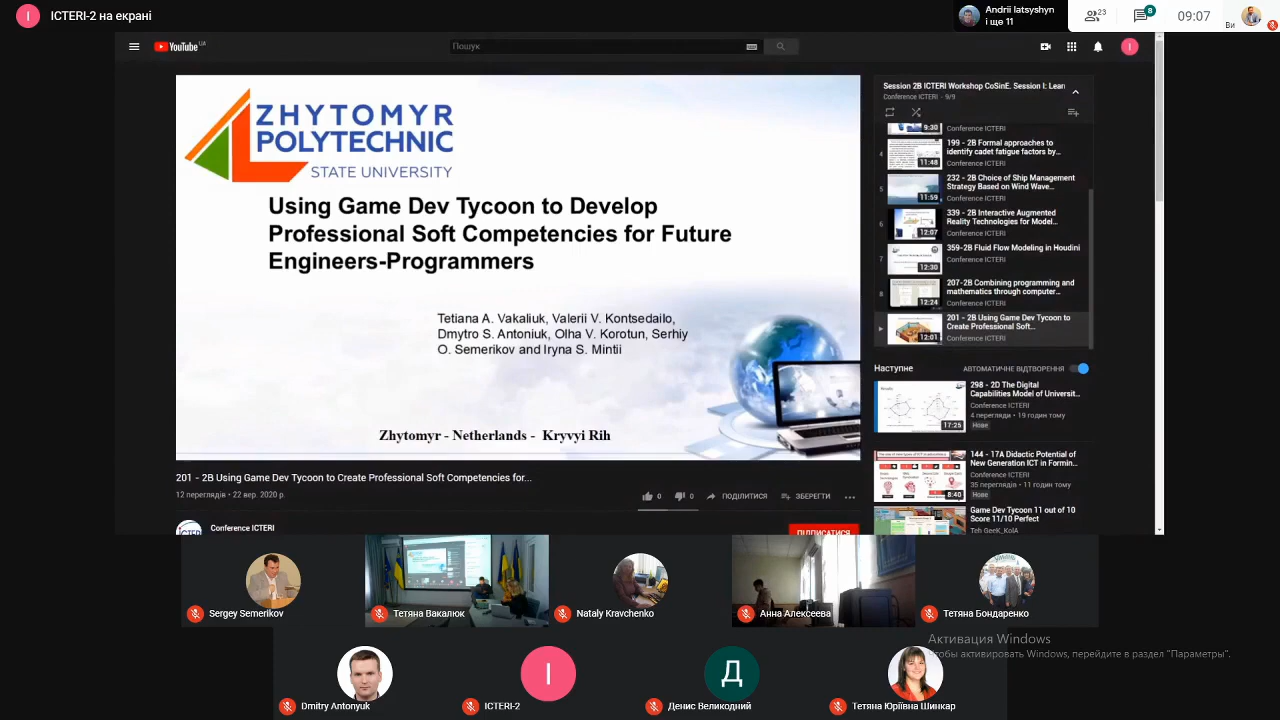 I
ICTERI-2 на екрані
Andrii Iatsyshyn
і ще 11
23
8
09:07
Ви
YouTube UA
Пошук
I
ZHYTOMYR
POLYTECHNIC
STATE UNIVERSITY
Using Game Dev Tycoon to Develop
Professional Soft Competencies for Future
Engineers-Programmers
Tetiana A. Vakaliuk, Valerii V. Kontsedailo,
Dmytro S. Antoniuk, Olha V. Korotun, Serhiy
O. Semerikov and Iryna S. Mintii
Zhytomyr - Netherlands - Kryvyi Rih
201 - 2B Using Game Dev Tycoon to Create Professional Soft Competencies for...
12 переглядів • 22 вер. 2020 р.
0
0
ПОДІЛИТИСЯ
ЗБЕРЕГТИ
Conference ICTERI
ПІДПИСАТИСЯ
Session 2B ICTERI Workshop CoSinE. Session I: Lear
Conference ICTERI - 9/9
9:30
Conference ICTERI
4
11:48
199 - 2B Formal approaches to
identify cadet fatigue factors by...
Conference ICTERI
5
11:59
232 - 2B Choice of Ship Management
Strategy Based on Wind Wave...
Conference ICTERI
6
12:07
339 - 2B Interactive Augmented
Reality Technologies for Model...
Conference ICTERI
7
12:30
359-2B Fluid Flow Modeling in Houdini
Conference ICTERI
8
12:24
207-2B Combining programming and
mathematics through computer...
Conference ICTERI
12:01
201 - 2B Using Game Dev Tycoon to
Create Professional Soft...
Conference ICTERI
Наступне
АВТОМАТИЧНЕ ВІДТВОРЕННЯ
17:25
298 - 2D The Digital
Capabilities Model of Universit...
Conference ICTERI
4 перегляди • 19 годин тому
Нове
8:40
144 - 17A Didactic Potential of
New Generation ICT in Formin...
Conference ICTERI
35 переглядів • 11 годин тому
Нове
Game Dev Tycoon 11 out of 10
Score 11/10 Perfect
Teh GeeK_KolA
Sergey Semerikov
Тетяна Вакалюк
Nataly Kravchenko
Анна Алексеева
Тетяна Бондаренко
Активация Windows
Чтобы активировать Windows, перейдите в раздел "Параметры".
I
Д
Dmitry Antonyuk
ICTERI-2
Денис Великодний
Тетяна Юріївна Шинкар